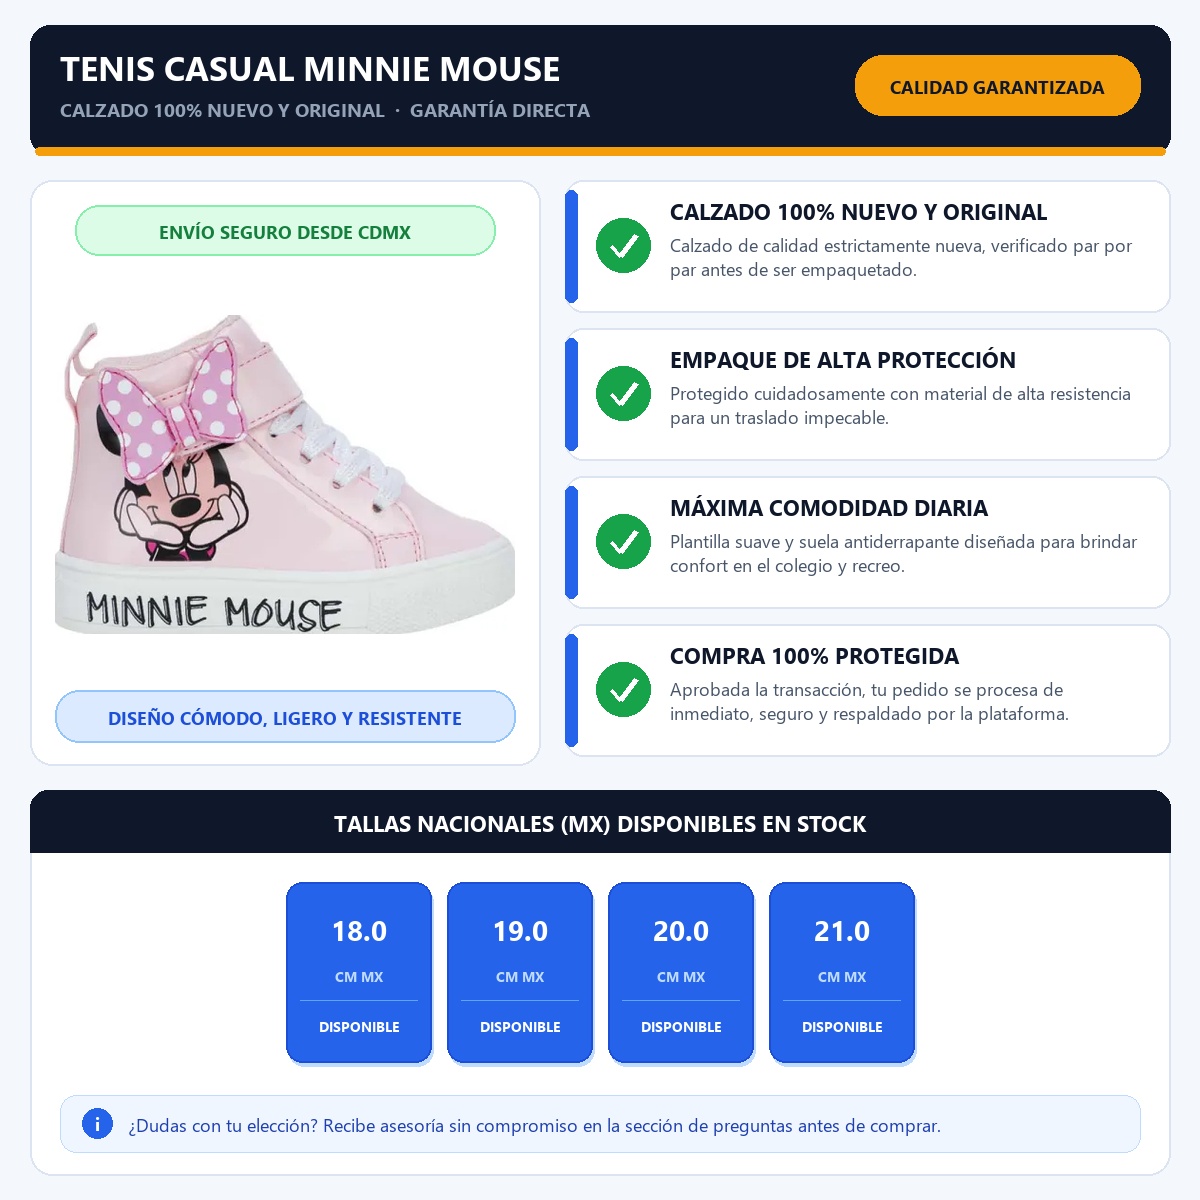 TENIS CASUAL MINNIE MOUSE
CALZADO 100% NUEVO Y ORIGINAL · GARANTÍA DIRECTA
CALIDAD GARANTIZADA
ENVÍO SEGURO DESDE CDMX
MINNIE MOUSE
DISEÑO CÓMODO, LIGERO Y RESISTENTE
CALZADO 100% NUEVO Y ORIGINAL
Calzado de calidad estrictamente nueva, verificado par por
par antes de ser empaquetado.
EMPAQUE DE ALTA PROTECCIÓN
Protegido cuidadosamente con material de alta resistencia
para un traslado impecable.
MÁXIMA COMODIDAD DIARIA
Plantilla suave y suela antiderrapante diseñada para brindar
confort en el colegio y recreo.
COMPRA 100% PROTEGIDA
Aprobada la transacción, tu pedido se procesa de
inmediato, seguro y respaldado por la plataforma.
TALLAS NACIONALES (MX) DISPONIBLES EN STOCK
18.0
CM MX
DISPONIBLE
19.0
CM MX
DISPONIBLE
20.0
CM MX
DISPONIBLE
21.0
CM MX
DISPONIBLE
¿Dudas con tu elección? Recibe asesoría sin compromiso en la sección de preguntas antes de comprar.